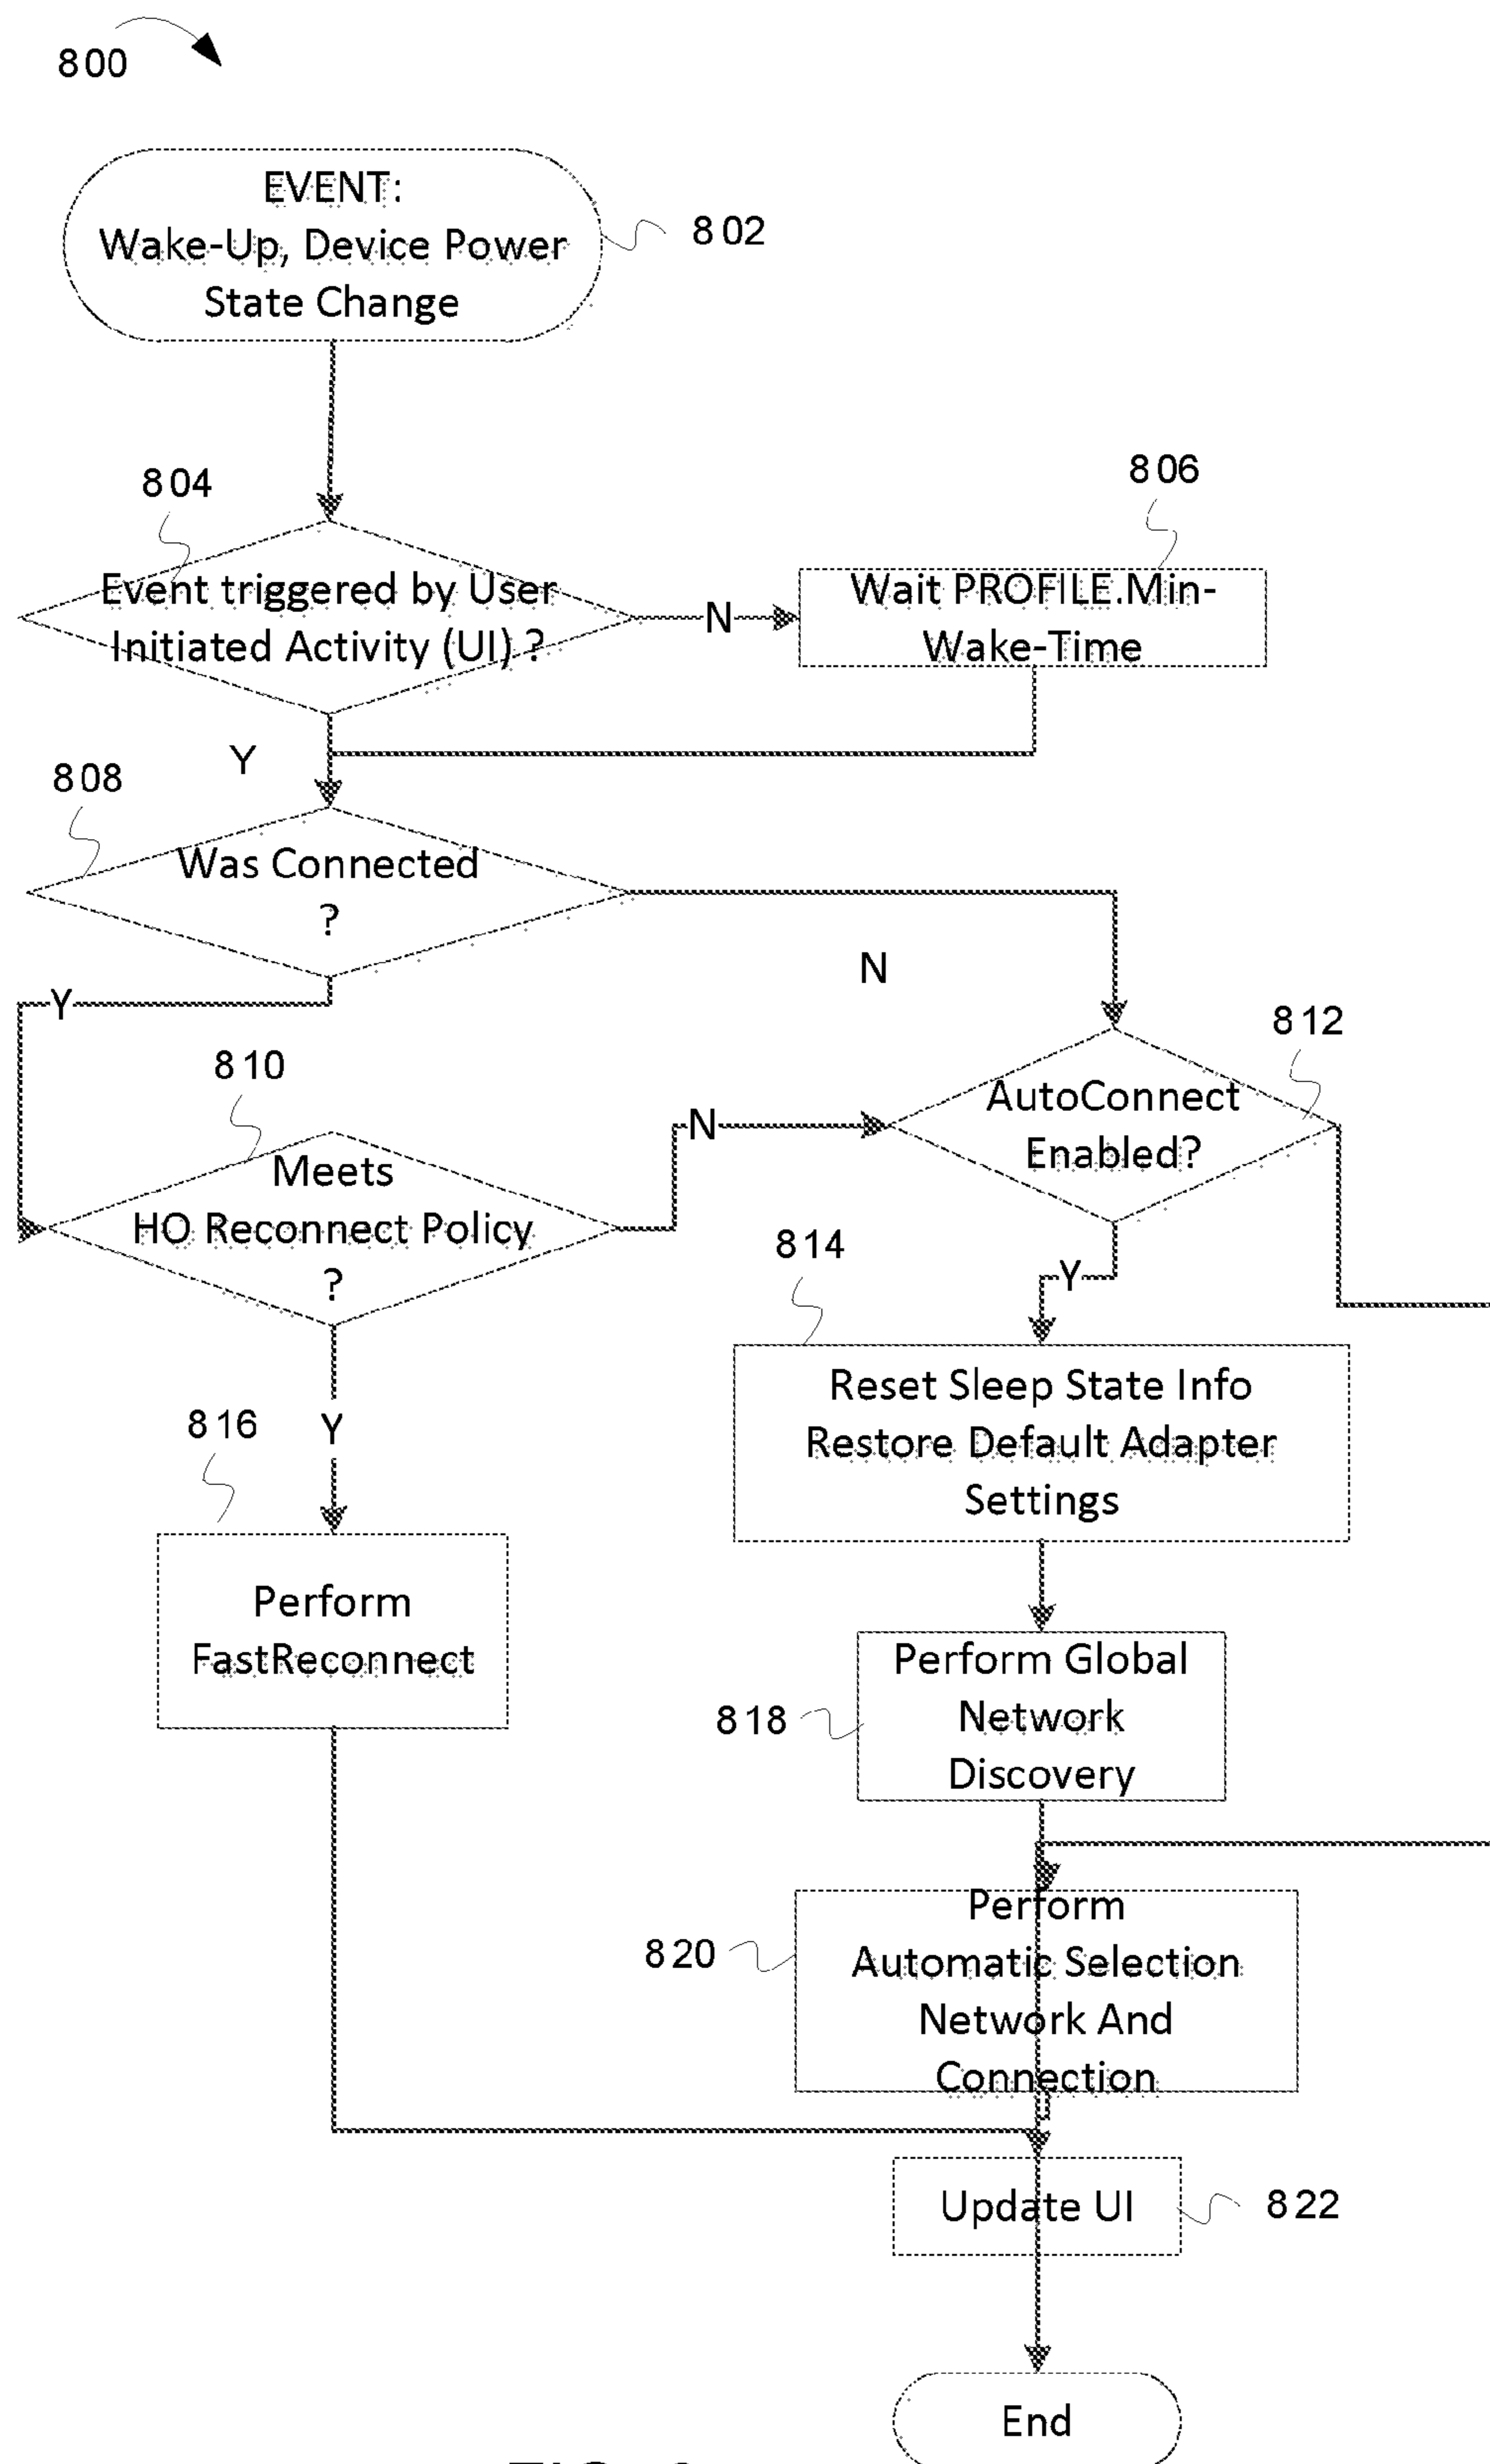 800
EVENT:
Wake-Up, Device Power
State Change
802
804
Event triggered by User
Initiated Activity (UI) ?
N
806
Wait PROFILE.Min-
Wake-Time
Y
808
Was Connected
?
N
Y
810
Meets
HO Reconnect Policy
?
N
812
AutoConnect
Enabled?
Y
814
Reset Sleep State Info
Restore Default Adapter
Settings
Y
816
Perform
FastReconnect
818
Perform Global
Network
Discovery
820
Perform
Automatic Selection
Network And
Connection
Update UI
822
End